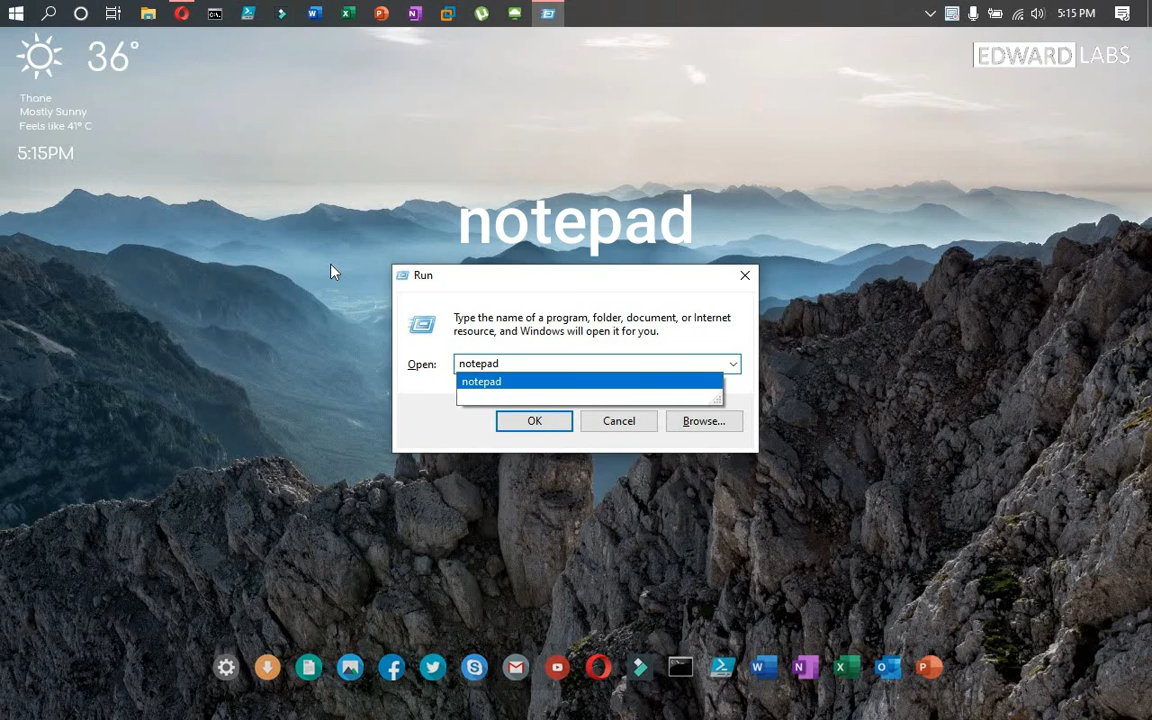 5:15 PM
36°
EDWARD LABS
Thane
Mostly Sunny
Feels like 41° C
5:15PM
notepad
Run
Type the name of a program, folder, document, or Internet
resource, and Windows will open it for you.
Open:
notepad
notepad
OK
Cancel
Browse...